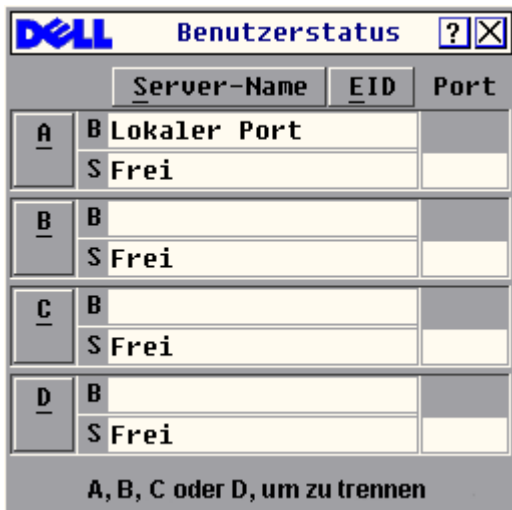 DELL Benutzerstatus ? X
Server-Name EID Port
A B Lokaler Port
S Frei
B B
S Frei
C B
S Frei
D B
S Frei
A, B, C oder D, um zu trennen